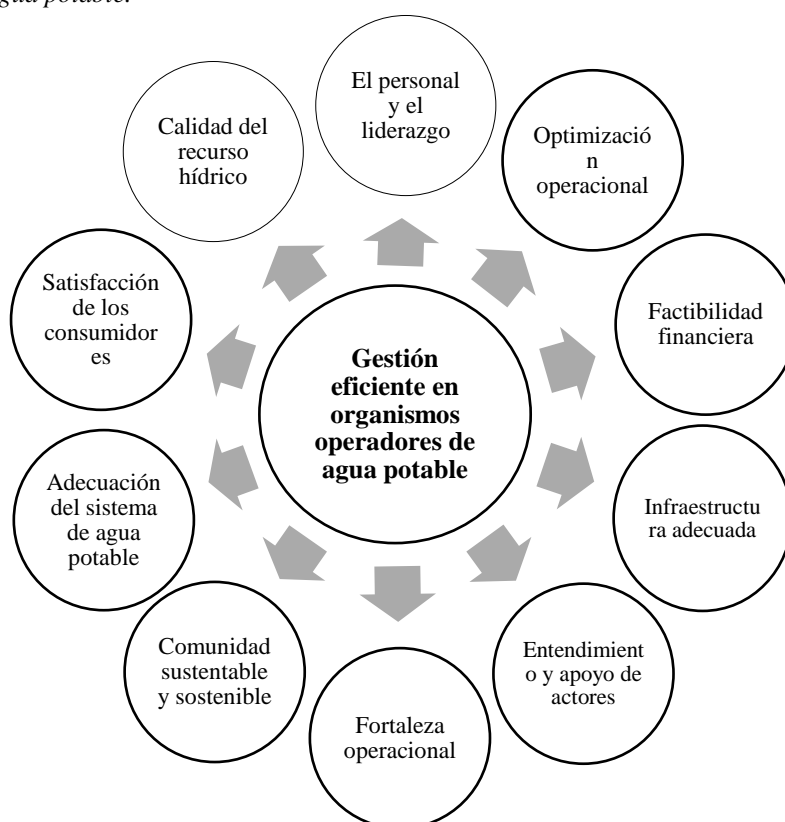 agua potable.
El personal
y el
liderazgo
Optimizació
n
operacional
Factibilidad
financiera
Infraestructu
ra adecuada
Entendimient
o y apoyo de
actores
Fortaleza
operacional
Comunidad
sustentable
y sostenible
Adecuación
del sistema
de agua
potable
Satisfacción
de los
consumidor
es
Calidad del
recurso
hídrico
Gestión
eficiente en
organismos
operadores de
agua potable